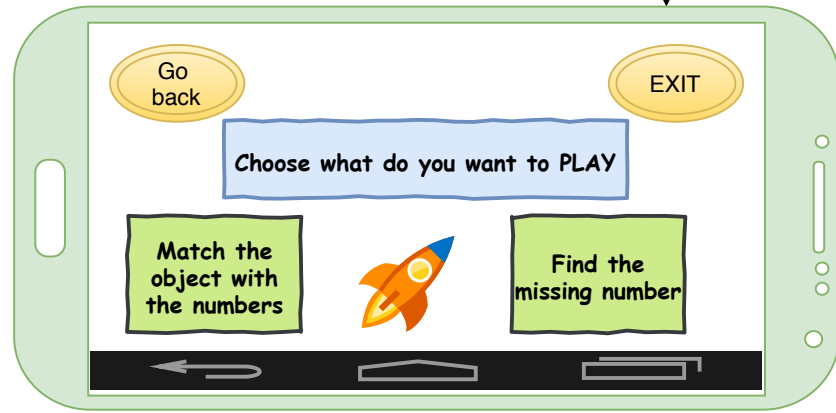 Go
back
EXIT
Choose what do you want to PLAY
Match the
object with
the numbers
Find the
missing number